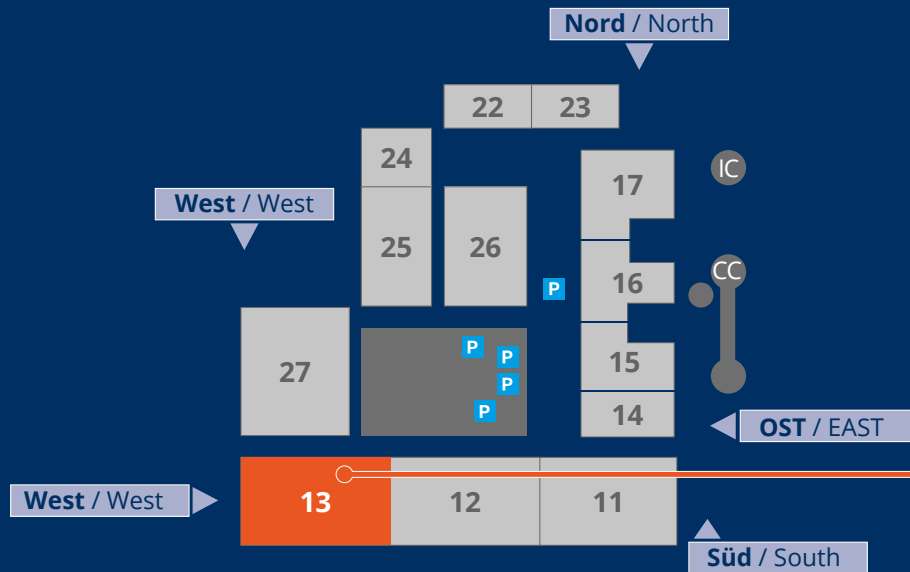 Nord / North
22
23
24
17
IC
West / West
25
26
16
CC
P
27
P
P
P
P
15
14
OST / EAST
13
12
11
West / West
Süd / South